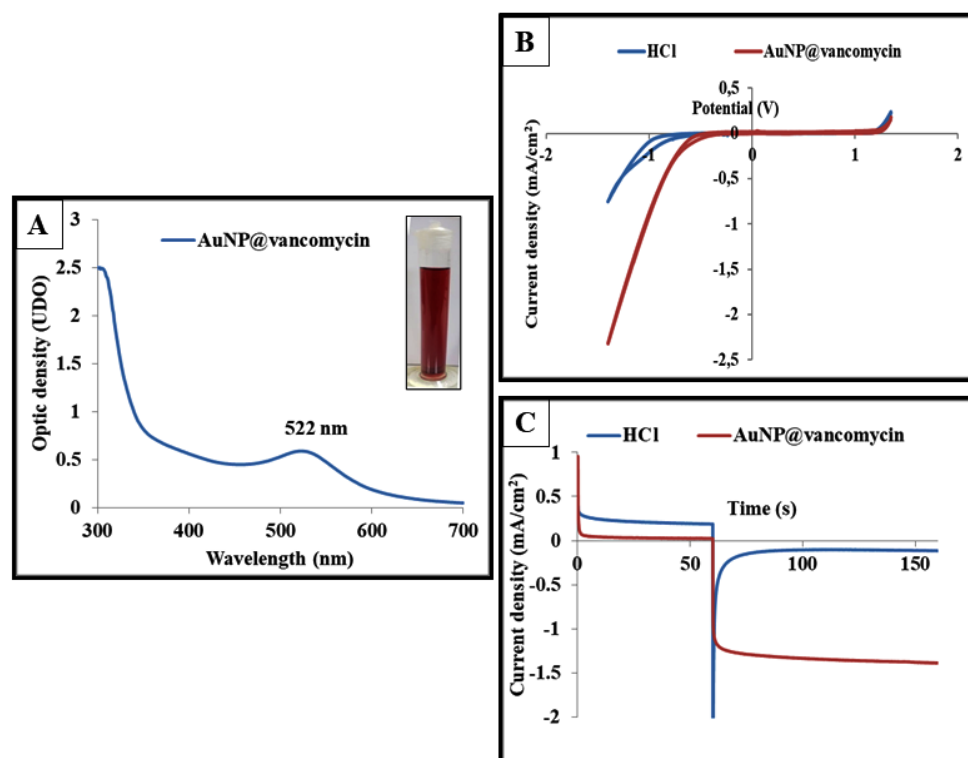 A
AuNP@vancomycin
3
2.5
2
1.5
1
0.5
0
522 nm
300 400 500 600 700
Optic density (UDO)
Wavelength (nm)
B
HCl AuNP@vancomycin
0,5
Potential (V)
-2 -1 0 1 2
0
-0,5
-1
-1,5
-2
-2,5
Current density (mA/cm²)
C
HCl AuNP@vancomycin
1
0.5
0
-0.5
-1
-1.5
-2
Time (s)
0 50 100 150
Current density (mA/cm²)